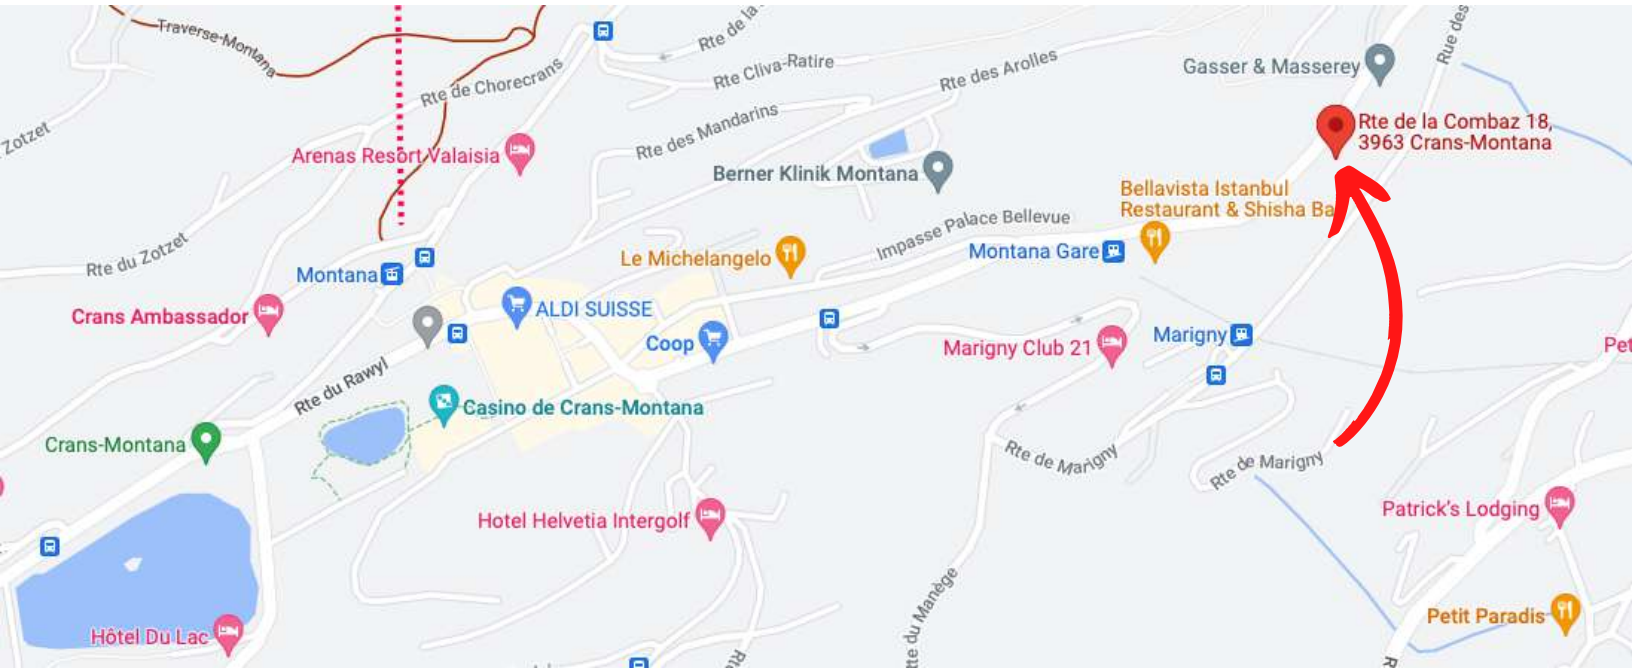 Traverse-Montana
Rte de la
Rte Cliva-Ratire
Rte des Arolles
Rue des
Gasser & Masserey
Rte de Chorecrans
Zotzet
Rte des Mandarins
Rte de la Combaz 18,
3963 Crans-Montana
Arenas Resort Valaisia
Berner Klinik Montana
Bellavista Istanbul
Restaurant & Shisha Ba
Impasse Palace Bellevue
Rte du Zotzet
Le Michelangelo
Montana Gare
Montana
Crans Ambassador
ALDI SUISSE
Coop
Marigny Club 21
Marigny
Pet
Rte du Rawyl
Casino de Crans-Montana
Crans-Montana
Rte de Marigny
Rte de Marigny
Hotel Helvetia Intergolf
Patrick's Lodging
te du Manège
Petit Paradis
Hôtel Du Lac
Rte
R